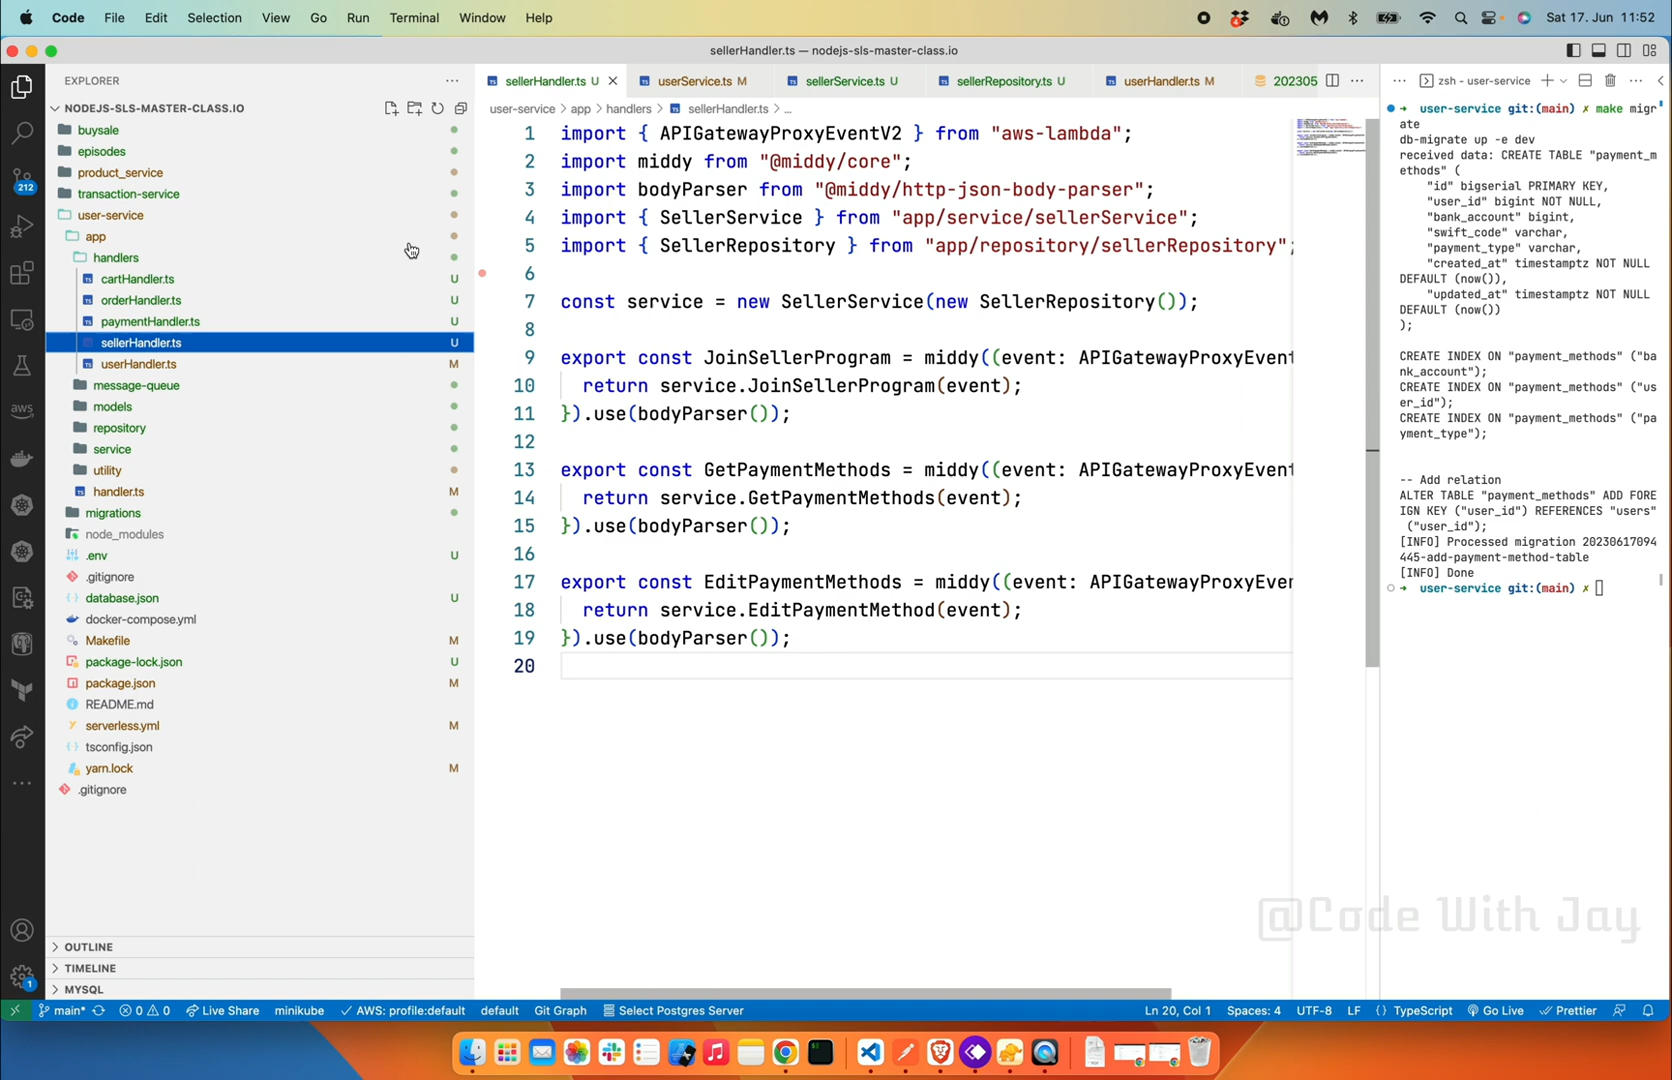 Code File Edit Selection View Go Run Terminal Window Help
Sat 17. Jun 11:52
sellerHandler.ts — nodejs-sls-master-class.io
EXPLORER
NODEJS-SLS-MASTER-CLASS.IO
buysale
episodes
product_service
transaction-service
user-service
app
handlers
cartHandler.ts U
orderHandler.ts U
paymentHandler.ts U
sellerHandler.ts U
userHandler.ts M
message-queue
models
repository
service
utility
handler.ts M
migrations
node_modules
.env U
.gitignore
database.json U
docker-compose.yml
Makefile M
package-lock.json U
package.json M
README.md
serverless.yml M
tsconfig.json
yarn.lock M
.gitignore
OUTLINE
TIMELINE
MYSQL
212
aws
1
sellerHandler.ts U
userService.ts M
sellerService.ts U
sellerRepository.ts U
userHandler.ts M
202305
user-service > app > handlers > sellerHandler.ts > ...
1 import { APIGatewayProxyEventV2 } from "aws-lambda";
2 import middy from "@middy/core";
3 import bodyParser from "@middy/http-json-body-parser";
4 import { SellerService } from "app/service/sellerService";
5 import { SellerRepository } from "app/repository/sellerRepository";
6
7 const service = new SellerService(new SellerRepository());
8
9 export const JoinSellerProgram = middy((event: APIGatewayProxyEvent
10 return service.JoinSellerProgram(event);
11 }).use(bodyParser());
12
13 export const GetPaymentMethods = middy((event: APIGatewayProxyEvent
14 return service.GetPaymentMethods(event);
15 }).use(bodyParser());
16
17 export const EditPaymentMethods = middy((event: APIGatewayProxyEven
18 return service.EditPaymentMethod(event);
19 }).use(bodyParser());
20
zsh - user-service
→ user-service git:(main) ✗ make migr
ate
db-migrate up -e dev
received data: CREATE TABLE "payment_m
ethods" (
"id" bigserial PRIMARY KEY,
"user_id" bigint NOT NULL,
"bank_account" bigint,
"swift_code" varchar,
"payment_type" varchar,
"created_at" timestamptz NOT NULL
DEFAULT (now()),
"updated_at" timestamptz NOT NULL
DEFAULT (now())
);
CREATE INDEX ON "payment_methods" ("ba
nk_account");
CREATE INDEX ON "payment_methods" ("us
er_id");
CREATE INDEX ON "payment_methods" ("pa
yment_type");
-- Add relation
ALTER TABLE "payment_methods" ADD FORE
IGN KEY ("user_id") REFERENCES "users"
("user_id");
[INFO] Processed migration 20230617094
445-add-payment-method-table
[INFO] Done
→ user-service git:(main) ✗
@Code With Jay
main* 0 0 Live Share minikube AWS: profile:default default Git Graph Select Postgres Server
Ln 20, Col 1 Spaces: 4 UTF-8 LF {} TypeScript Go Live Prettier